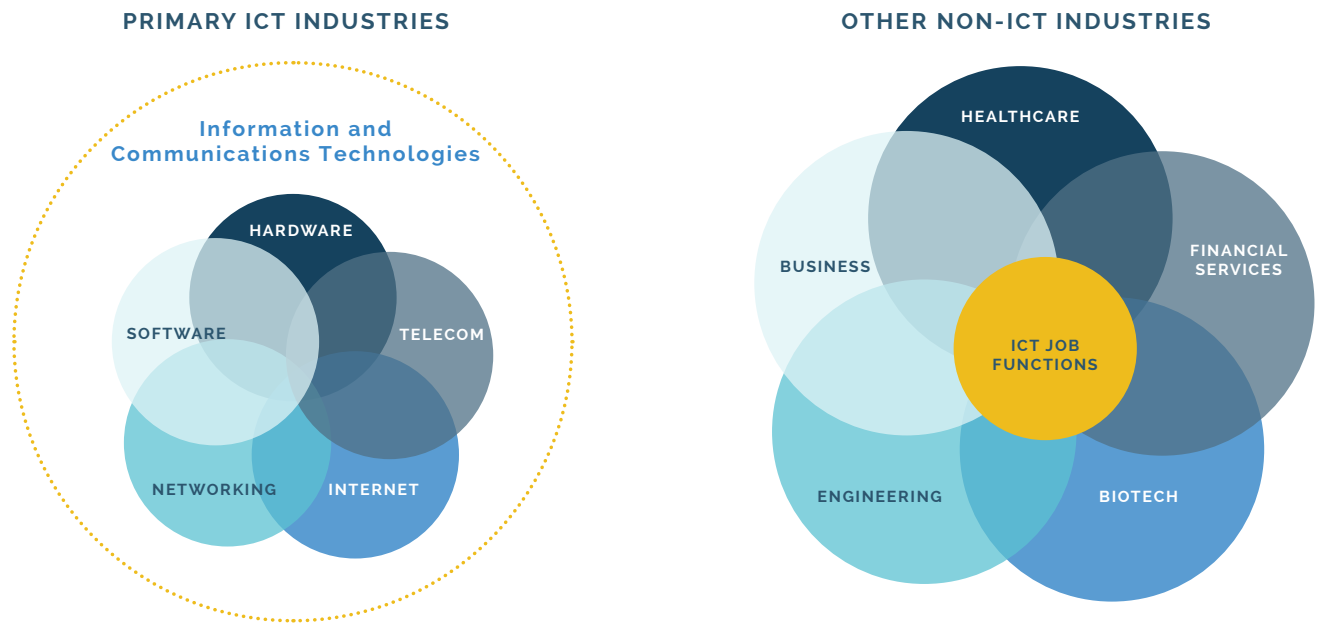 PRIMARY ICT INDUSTRIES
Information and
Communications Technologies
HARDWARE
SOFTWARE
TELECOM
NETWORKING
INTERNET
OTHER NON-ICT INDUSTRIES
HEALTHCARE
BUSINESS
FINANCIAL
SERVICES
ICT JOB
FUNCTIONS
ENGINEERING
BIOTECH